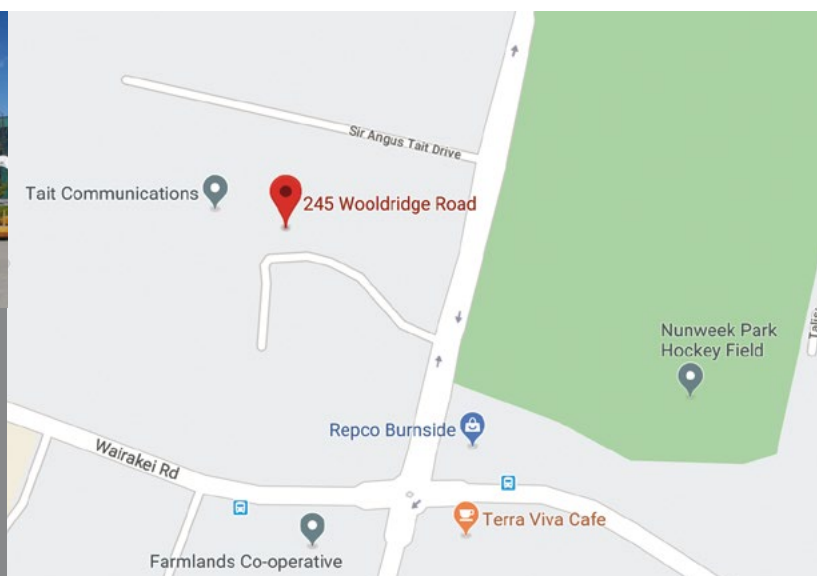 Sir Angus Tait Drive
Tait Communications
245 Wooldridge Road
Nunweek Park
Hockey Field
Repco Burnside
Wairakei Rd
Terra Viva Cafe
Farmlands Co-operative